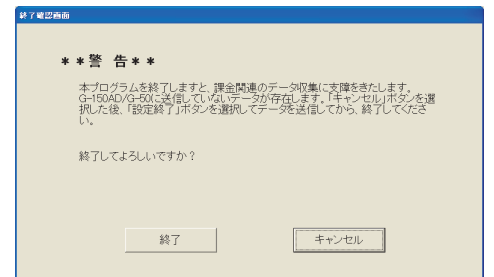 終了確認画面
＊＊警 告＊＊
本プログラムを終了しますと、課金関連のデータ収集に支障をきたします。
G-150AD/G-50に送信していないデータが存在します。「キャンセル」ボタンを選
択した後、「設定終了」ボタンを選択してデータを送信してから、終了してくださ
い。
終了してよろしいですか？
終了
キャンセル